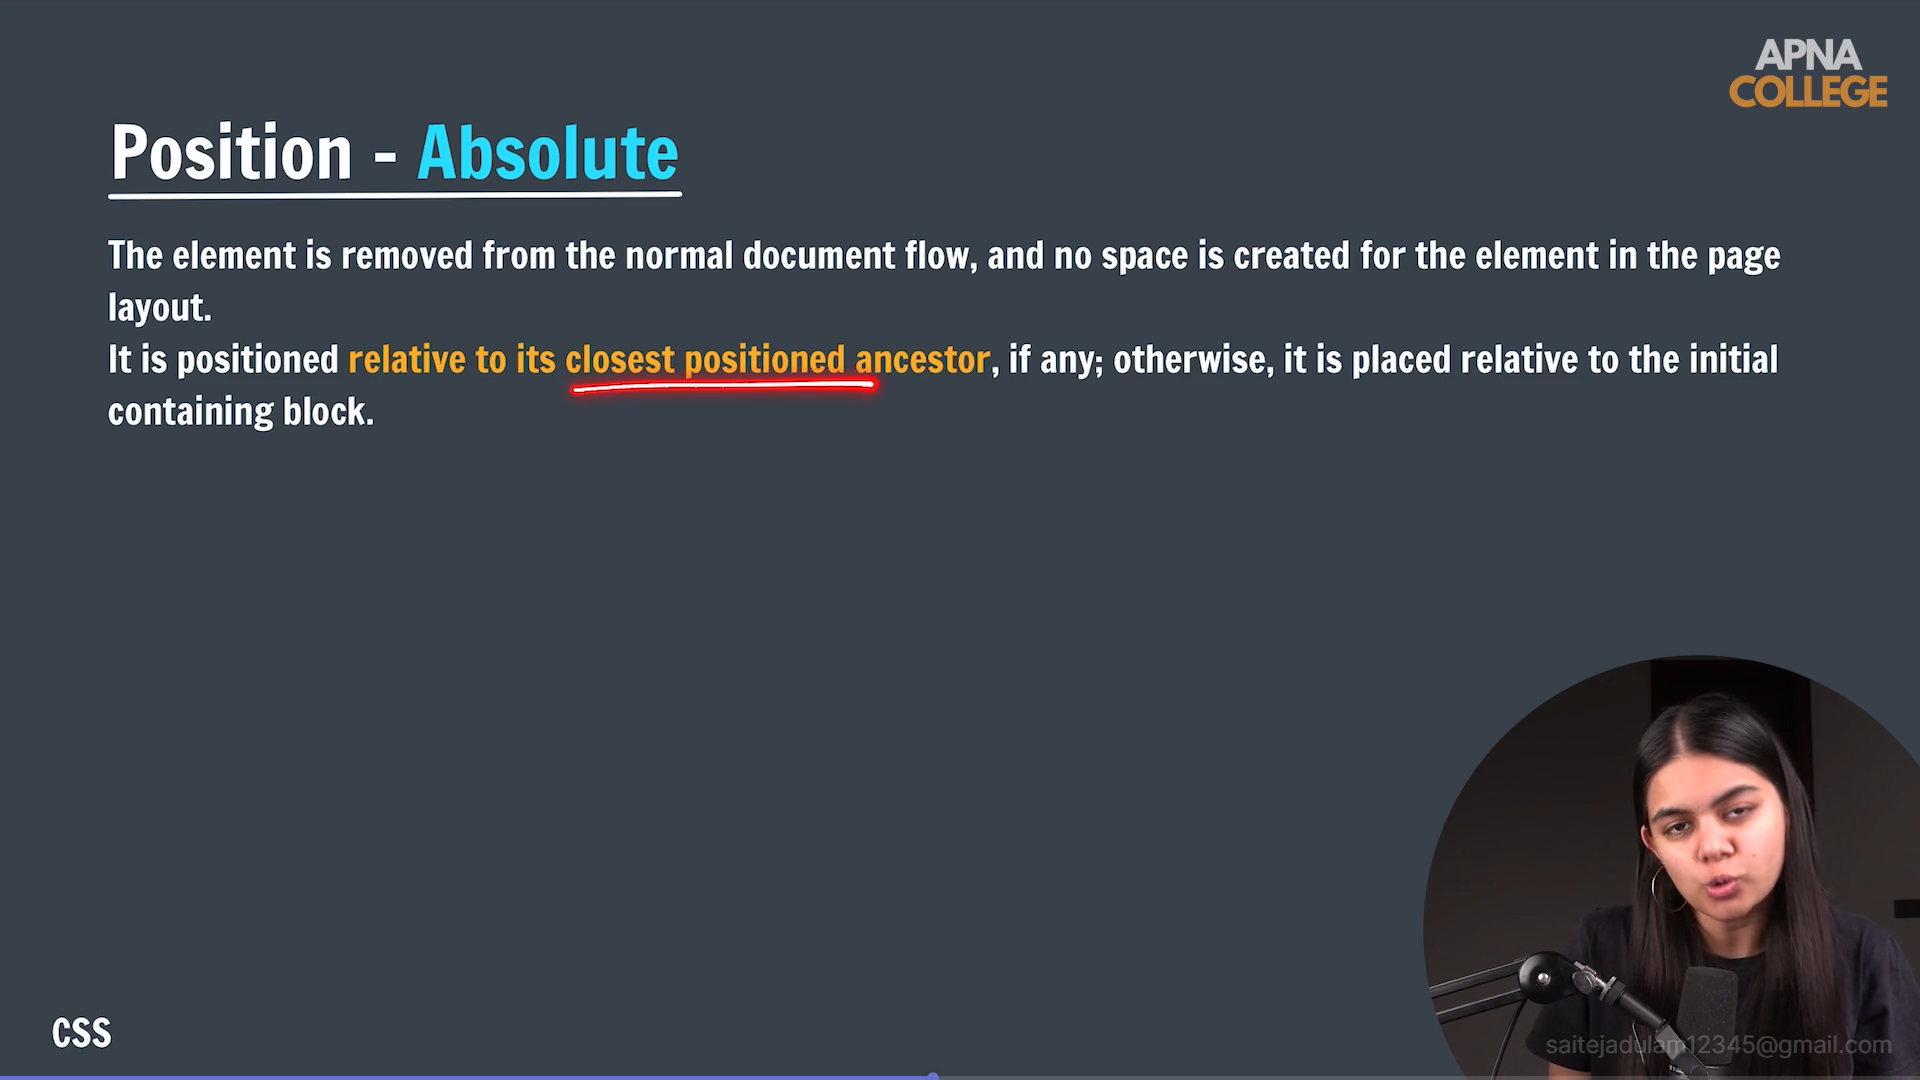 APNA
COLLEGE
Position - Absolute
The element is removed from the normal document flow, and no space is created for the element in the page
layout.
It is positioned relative to its closest positioned ancestor, if any; otherwise, it is placed relative to the initial
containing block.
CSS
saitejadulam12345@gmail.com